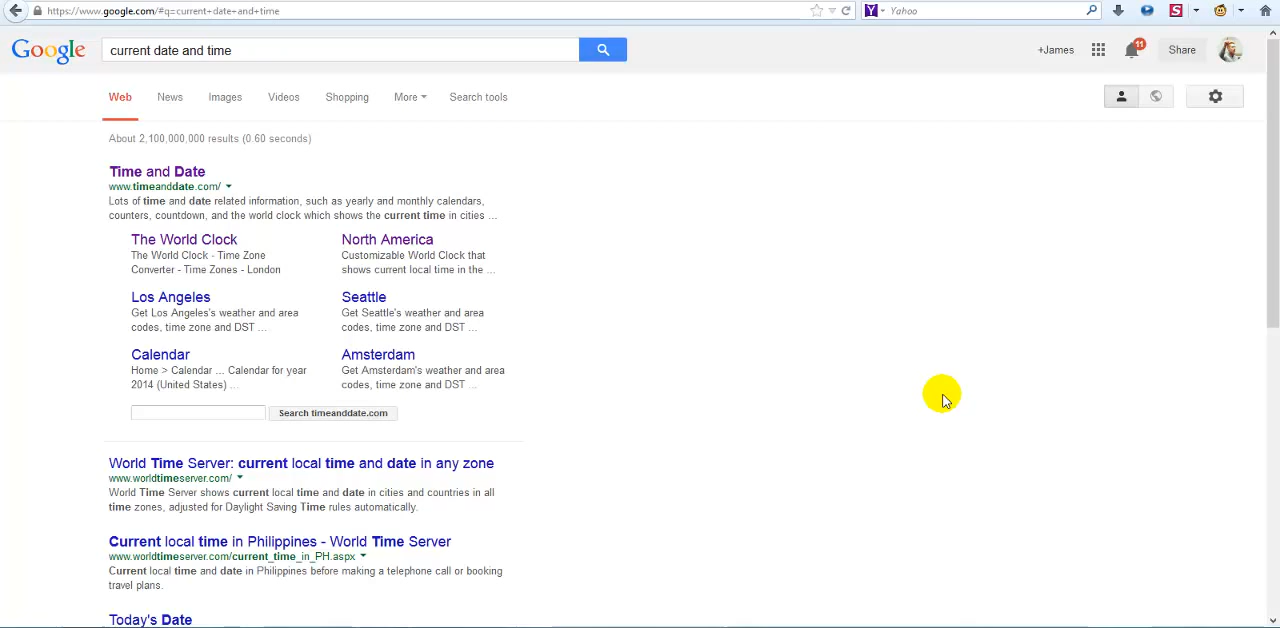 https://www.google.com/#q=current+date+and+time
Yahoo
Google
current date and time
+James
11
Share
Web News Images Videos Shopping More Search tools
About 2,100,000,000 results (0.60 seconds)
Time and Date
www.timeanddate.com/
Lots of time and date related information, such as yearly and monthly calendars,
counters, countdown, and the world clock which shows the current time in cities ...
The World Clock
The World Clock - Time Zone
Converter - Time Zones - London
North America
Customizable World Clock that
shows current local time in the ...
Los Angeles
Get Los Angeles's weather and area
codes, time zone and DST ...
Seattle
Get Seattle's weather and area
codes, time zone and DST ...
Calendar
Home > Calendar ... Calendar for year
2014 (United States) ...
Amsterdam
Get Amsterdam's weather and area
codes, time zone and DST ...
Search timeanddate.com
World Time Server: current local time and date in any zone
www.worldtimeserver.com/
World Time Server shows current local time and date in cities and countries in all
time zones, adjusted for Daylight Saving Time rules automatically.
Current local time in Philippines - World Time Server
www.worldtimeserver.com/current_time_in_PH.aspx
Current local time and date in Philippines before making a telephone call or booking
travel plans.
Today's Date